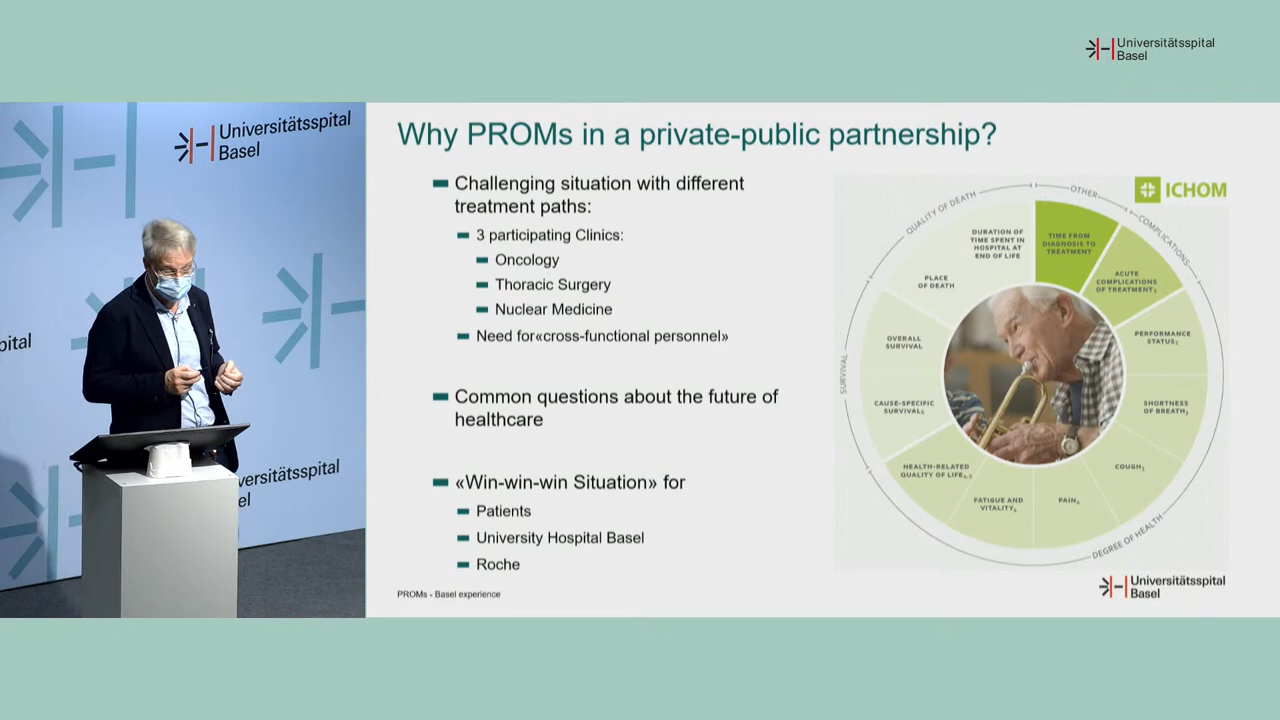 Universitätsspital
Basel
Universitätsspital
Basel
pital
versitätsspital
el
Why PROMs in a private-public partnership?
Challenging situation with different
treatment paths:
3 participating Clinics:
Oncology
Thoracic Surgery
Nuclear Medicine
Need for«cross-functional personnel»
Common questions about the future of
healthcare
«Win-win-win Situation» for
Patients
University Hospital Basel
Roche
PROMs - Basel experience
ICHOM
QUALITY OF DEATH
OTHER
COMPLICATIONS
DURATION OF
TIME SPENT IN
HOSPITAL AT
END OF LIFE
TIME FROM
DIAGNOSIS TO
TREATMENT
PLACE
OF DEATH
ACUTE
COMPLICATIONS
OF TREATMENT
OVERALL
SURVIVAL
PERFORMANCE
STATUS
SURVIVAL
CAUSE-SPECIFIC
SURVIVAL
SHORTNESS
OF BREATH
HEALTH-RELATED
QUALITY OF LIFE
COUGH
FATIGUE AND
VITALITY
PAIN
DEGREE OF HEALTH
Universitätsspital
Basel